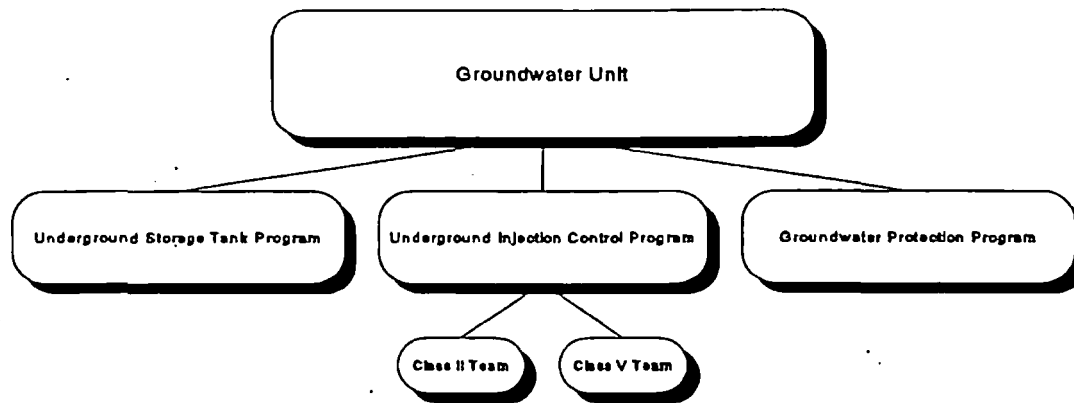 Groundwater Unit
Underground Storage Tank Program
Underground Injection Control Program
Groundwater Protection Program
Class II Team
Class V Team